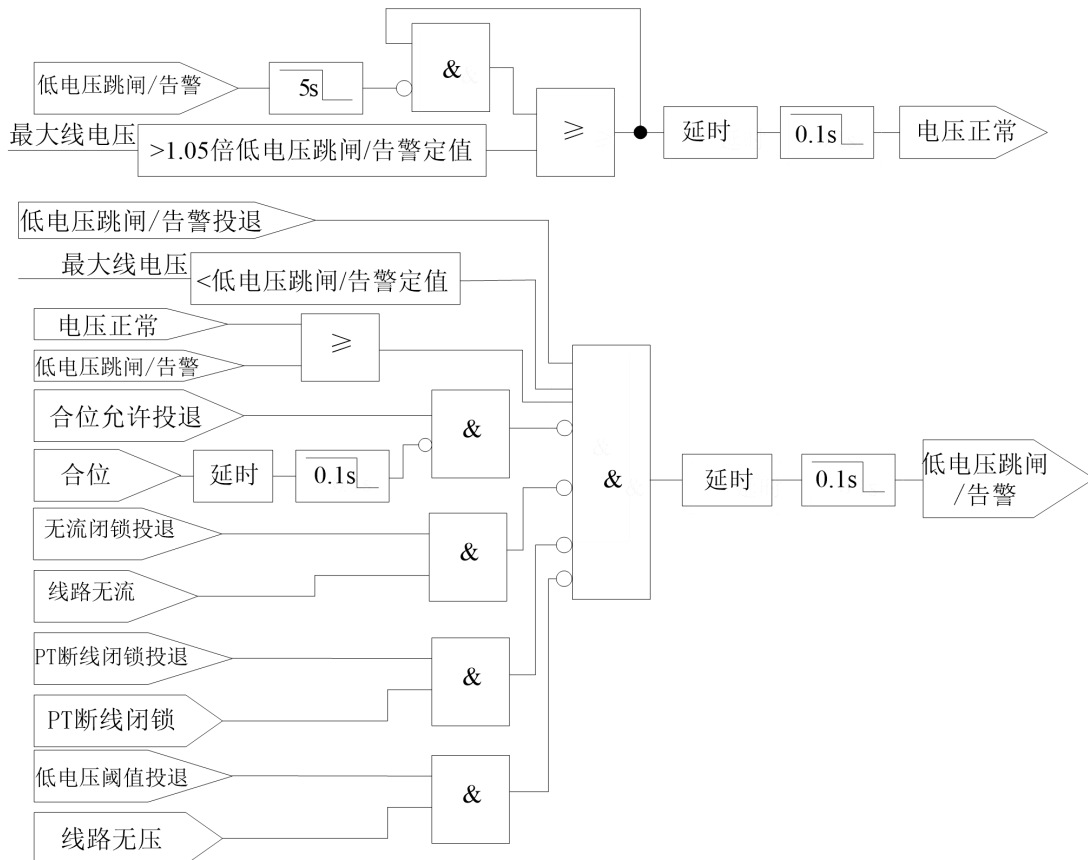 &
低电压跳闸/告警
5s
最大线电压
>1.05倍低电压跳闸/告警定值
≥
延时
0.1s
电压正常
低电压跳闸/告警投退
最大线电压
<低电压跳闸/告警定值
电压正常
≥
低电压跳闸/告警
合位允许投退
&
合位
延时
0.1s
&
延时
0.1s
低电压跳闸
/告警
无流闭锁投退
&
线路无流
PT断线闭锁投退
&
PT断线闭锁
低电压阈值投退
&
线路无压